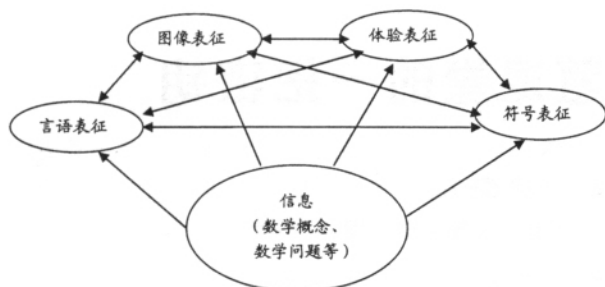 图像表征
体验表征
言语表征
符号表征
信息
(数学概念、
数学问题等)